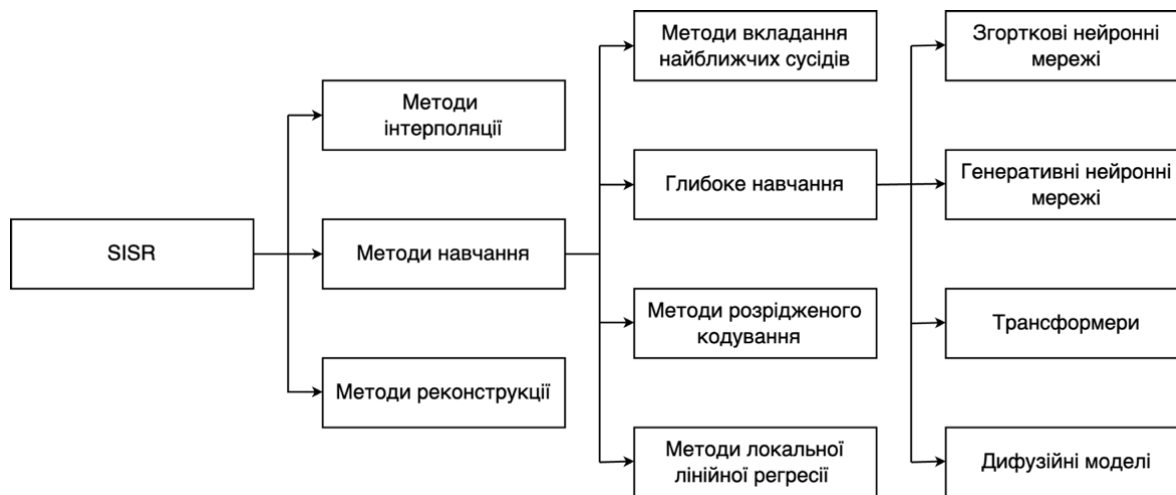 SISR
Методи
інтерполяції
Методи навчання
Методи реконструкції
Методи вкладання
найближчих сусідів
Глибоке навчання
Методи розрідженого
кодування
Методи локальної
лінійної регресії
Згорткові нейронні
мережі
Генеративні нейронні
мережі
Трансформери
Дифузійні моделі